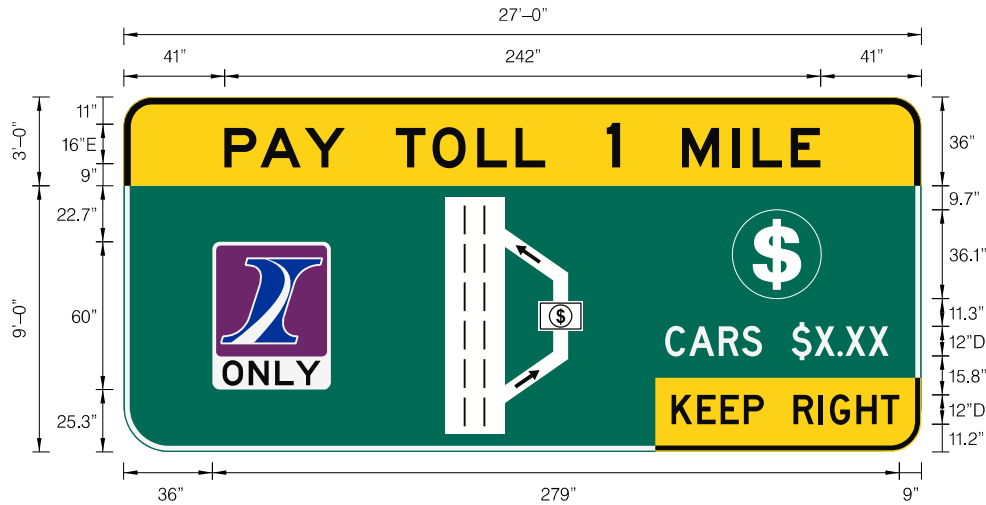 27'–0"
41" 242" 41"
3'–0"
11"
16"E
9"
PAY TOLL 1 MILE
36"
9'–0"
22.7"
60"
25.3"
ONLY
$
$
CARS $X.XX
KEEP RIGHT
9.7"
36.1"
11.3"
12"D
15.8"
12"D
11.2"
36" 279" 9"